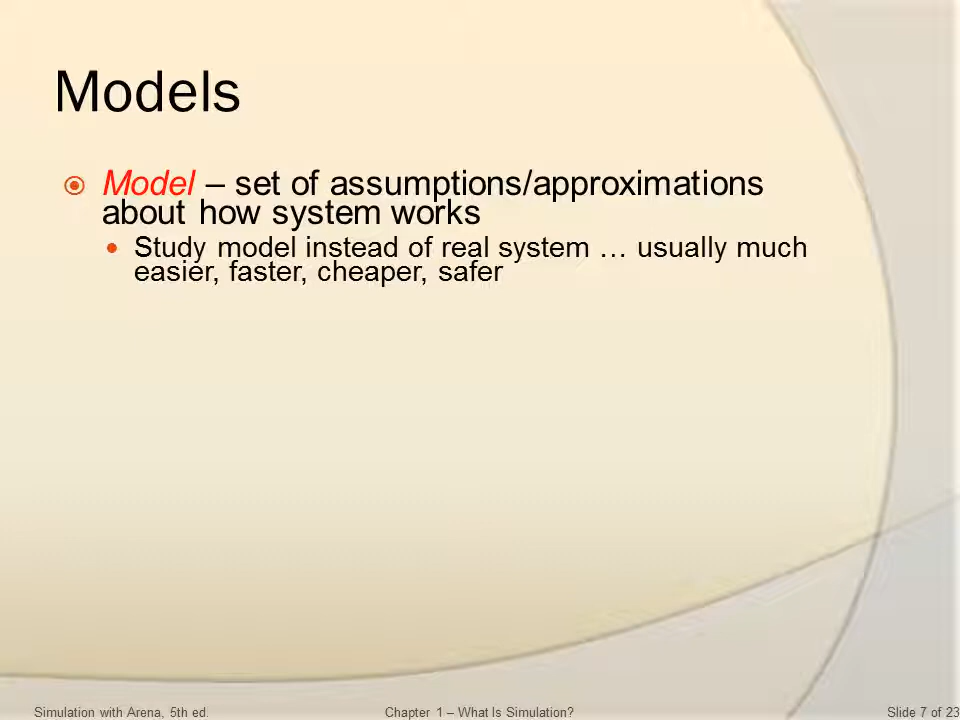 Models
Model – set of assumptions/approximations
about how system works
Study model instead of real system … usually much
easier, faster, cheaper, safer
Simulation with Arena, 5th ed.
Chapter 1 – What Is Simulation?
Slide 7 of 23